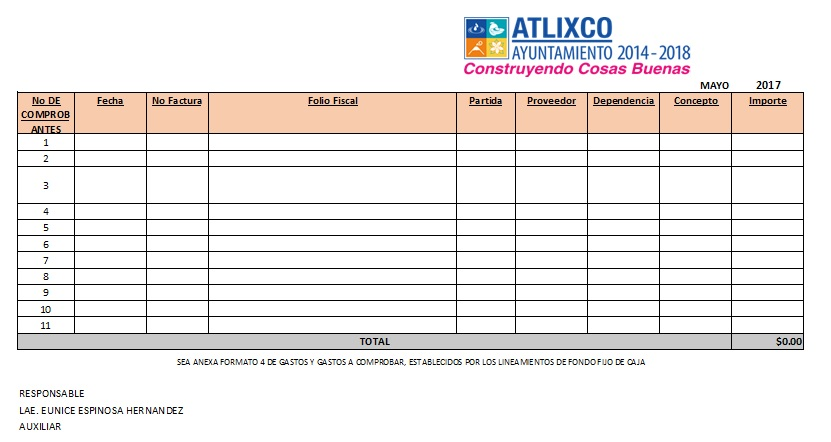 ATLIXCO
AYUNTAMIENTO 2014-2018
Construyendo Cosas Buenas
MAYO 2017
No DE COMPROB ANTES Fecha No Factura Folio Fiscal Partida Proveedor Dependencia Concepto Importe
1
2
3
4
5
6
7
8
9
10
11
TOTAL $0.00
SEA ANEXA FORMATO 4 DE GASTOS Y GASTOS A COMPROBAR, ESTABLECIDOS POR LOS LINEAMIENTOS DE FONDO FIJO DE CAJA
RESPONSABLE
LAE. EUNICE ESPINOSA HERNANDEZ
AUXILIAR